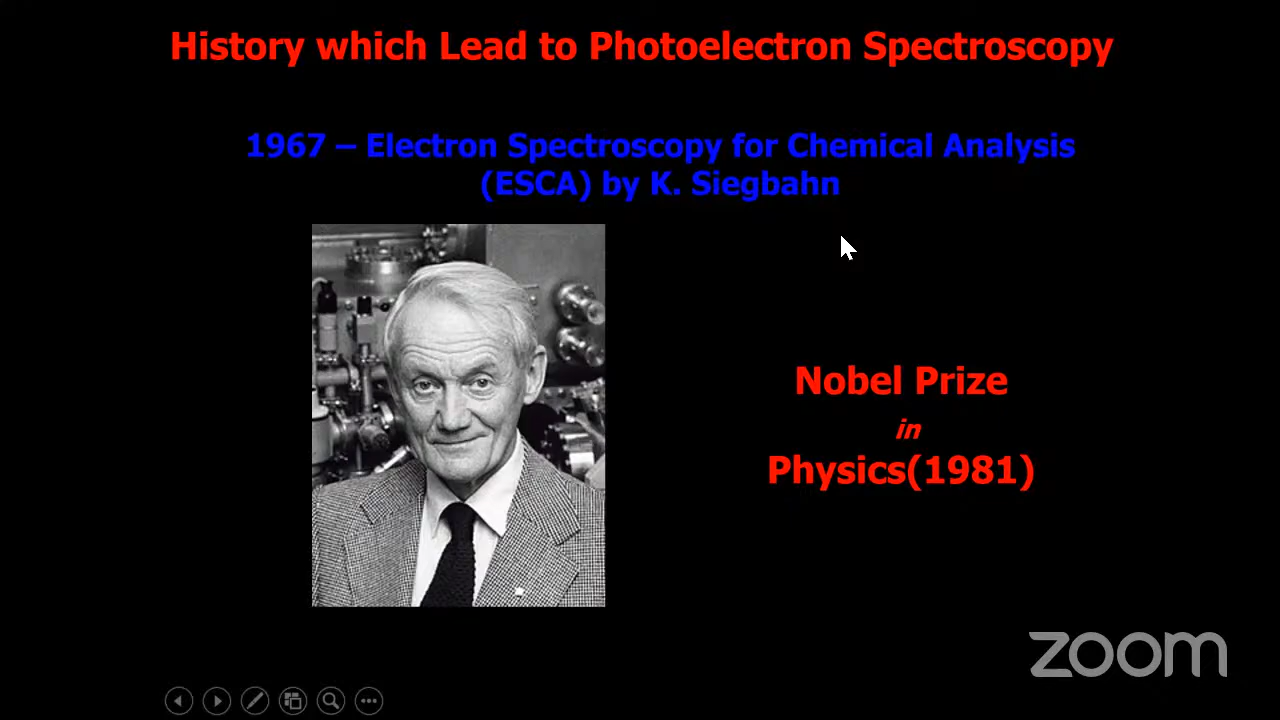 History which Lead to Photoelectron Spectroscopy
1967 – Electron Spectroscopy for Chemical Analysis
(ESCA) by K. Siegbahn
Nobel Prize
in
Physics(1981)
zoom